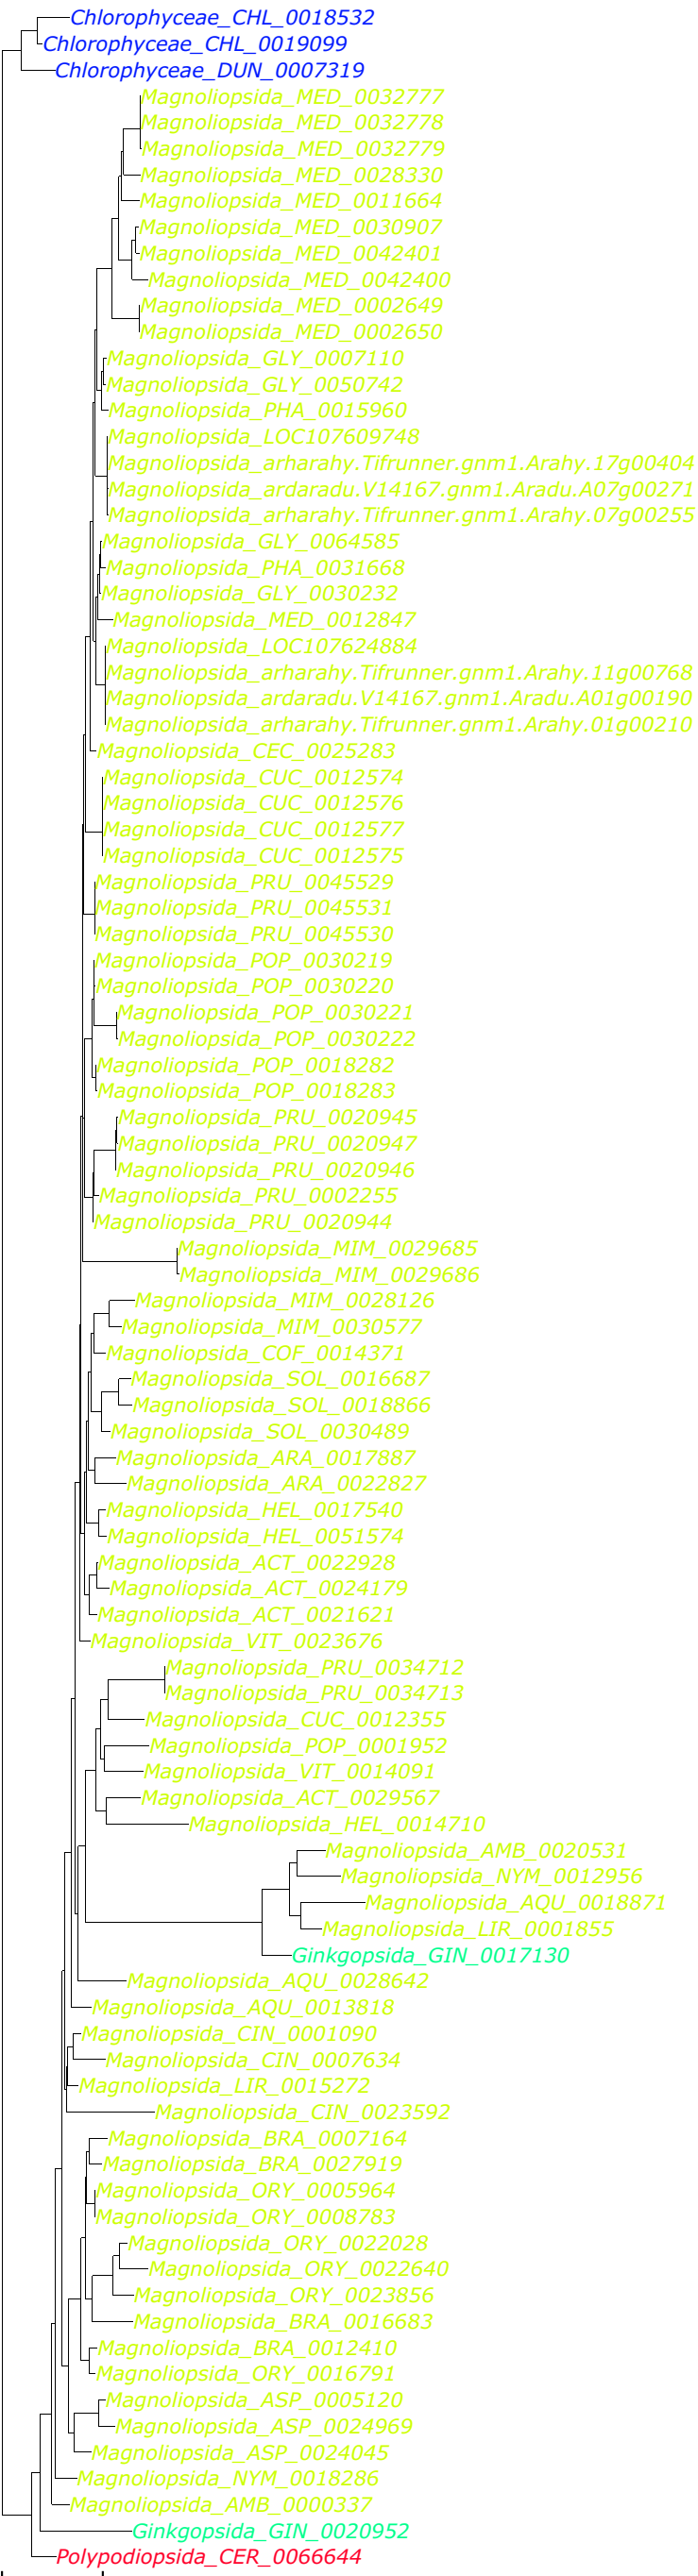 Chlorophyceae_CHL_0018532
Chlorophyceae_CHL_0019099
Chlorophyceae_DUN_0007319
Magnoliopsida_MED_0032777
Magnoliopsida_MED_0032778
Magnoliopsida_MED_0032779
Magnoliopsida_MED_0028330
Magnoliopsida_MED_0011664
Magnoliopsida_MED_0030907
Magnoliopsida_MED_0042401
Magnoliopsida_MED_0042400
Magnoliopsida_MED_0002649
Magnoliopsida_MED_0002650
Magnoliopsida_GLY_0007110
Magnoliopsida_GLY_0050742
Magnoliopsida_PHA_0015960
Magnoliopsida_LOC107609748
Magnoliopsida_arharahy.Tifrunner.gnm1.Arahy.17g00404
Magnoliopsida_ardaradu.V14167.gnm1.Aradu.A07g00271
Magnoliopsida_arharahy.Tifrunner.gnm1.Arahy.07g00255
Magnoliopsida_GLY_0064585
Magnoliopsida_PHA_0031668
Magnoliopsida_GLY_0030232
Magnoliopsida_MED_0012847
Magnoliopsida_LOC107624884
Magnoliopsida_arharahy.Tifrunner.gnm1.Arahy.11g00768
Magnoliopsida_ardaradu.V14167.gnm1.Aradu.A01g00190
Magnoliopsida_arharahy.Tifrunner.gnm1.Arahy.01g00210
Magnoliopsida_CEC_0025283
Magnoliopsida_CUC_0012574
Magnoliopsida_CUC_0012576
Magnoliopsida_CUC_0012577
Magnoliopsida_CUC_0012575
Magnoliopsida_PRU_0045529
Magnoliopsida_PRU_0045531
Magnoliopsida_PRU_0045530
Magnoliopsida_POP_0030219
Magnoliopsida_POP_0030220
Magnoliopsida_POP_0030221
Magnoliopsida_POP_0030222
Magnoliopsida_POP_0018282
Magnoliopsida_POP_0018283
Magnoliopsida_PRU_0020945
Magnoliopsida_PRU_0020947
Magnoliopsida_PRU_0020946
Magnoliopsida_PRU_0002255
Magnoliopsida_PRU_0020944
Magnoliopsida_MIM_0029685
Magnoliopsida_MIM_0029686
Magnoliopsida_MIM_0028126
Magnoliopsida_MIM_0030577
Magnoliopsida_COF_0014371
Magnoliopsida_SOL_0016687
Magnoliopsida_SOL_0018866
Magnoliopsida_SOL_0030489
Magnoliopsida_ARA_0017887
Magnoliopsida_ARA_0022827
Magnoliopsida_HEL_0017540
Magnoliopsida_HEL_0051574
Magnoliopsida_ACT_0022928
Magnoliopsida_ACT_0024179
Magnoliopsida_ACT_0021621
Magnoliopsida_VIT_0023676
Magnoliopsida_PRU_0034712
Magnoliopsida_PRU_0034713
Magnoliopsida_CUC_0012355
Magnoliopsida_POP_0001952
Magnoliopsida_VIT_0014091
Magnoliopsida_ACT_0029567
Magnoliopsida_HEL_0014710
Magnoliopsida_AMB_0020531
Magnoliopsida_NYM_0012956
Magnoliopsida_AQU_0018871
Magnoliopsida_LIR_0001855
Ginkgopsida_GIN_0017130
Magnoliopsida_AQU_0028642
Magnoliopsida_AQU_0013818
Magnoliopsida_CIN_0001090
Magnoliopsida_CIN_0007634
Magnoliopsida_LIR_0015272
Magnoliopsida_CIN_0023592
Magnoliopsida_BRA_0007164
Magnoliopsida_BRA_0027919
Magnoliopsida_ORY_0005964
Magnoliopsida_ORY_0008783
Magnoliopsida_ORY_0022028
Magnoliopsida_ORY_0022640
Magnoliopsida_ORY_0023856
Magnoliopsida_BRA_0016683
Magnoliopsida_BRA_0012410
Magnoliopsida_ORY_0016791
Magnoliopsida_ASP_0005120
Magnoliopsida_ASP_0024969
Magnoliopsida_ASP_0024045
Magnoliopsida_NYM_0018286
Magnoliopsida_AMB_0000337
Ginkgopsida_GIN_0020952
Polypodiopsida_CER_0066644